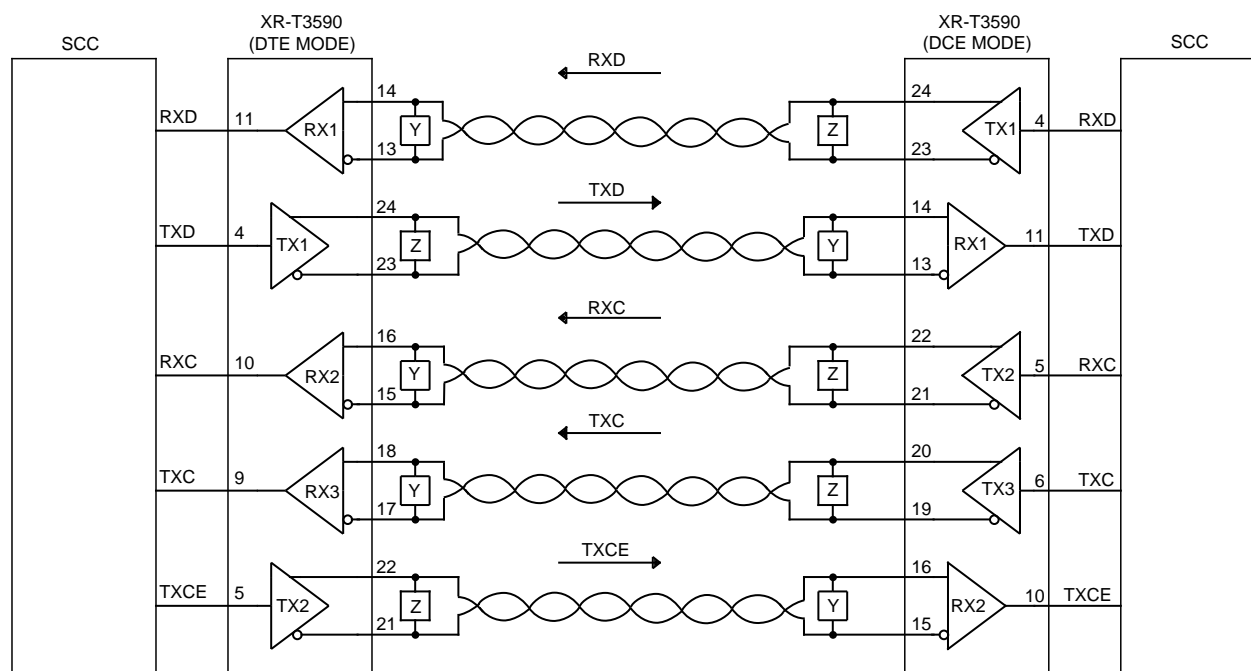 SCC
XR-T3590
(DTE MODE)
XR-T3590
(DCE MODE)
SCC
RXD
RXD 11 RX1 14 Y 13
24 Z 23 TX1 4 RXD
TXD
TXD 4 TX1 24 Z 23
14 Y 13 RX1 11 TXD
RXC
RXC 10 RX2 16 Y 15
22 Z 21 TX2 5 RXC
TXC
TXC 9 RX3 18 Y 17
20 Z 19 TX3 6 TXC
TXCE
TXCE 5 TX2 22 Z 21
16 Y 15 RX2 10 TXCE